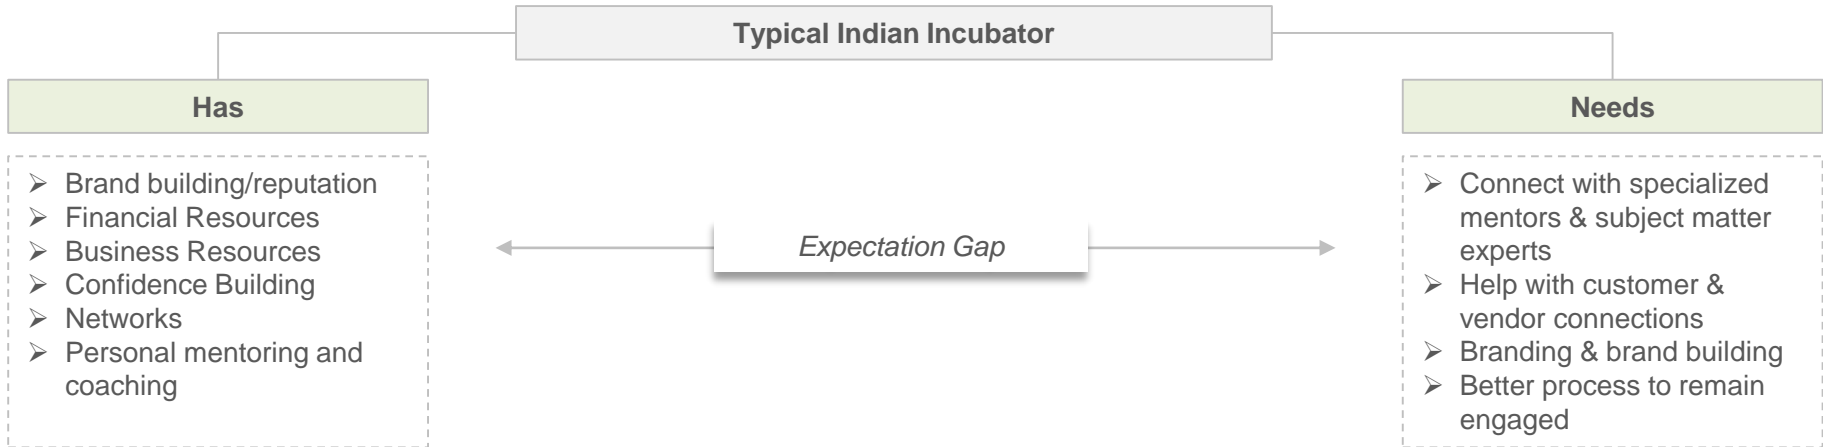 Typical Indian Incubator
Has
➢ Brand building/reputation
➢ Financial Resources
➢ Business Resources
➢ Confidence Building
➢ Networks
➢ Personal mentoring and
coaching
Expectation Gap
Needs
➢ Connect with specialized
mentors & subject matter
experts
➢ Help with customer &
vendor connections
➢ Branding & brand building
➢ Better process to remain
engaged